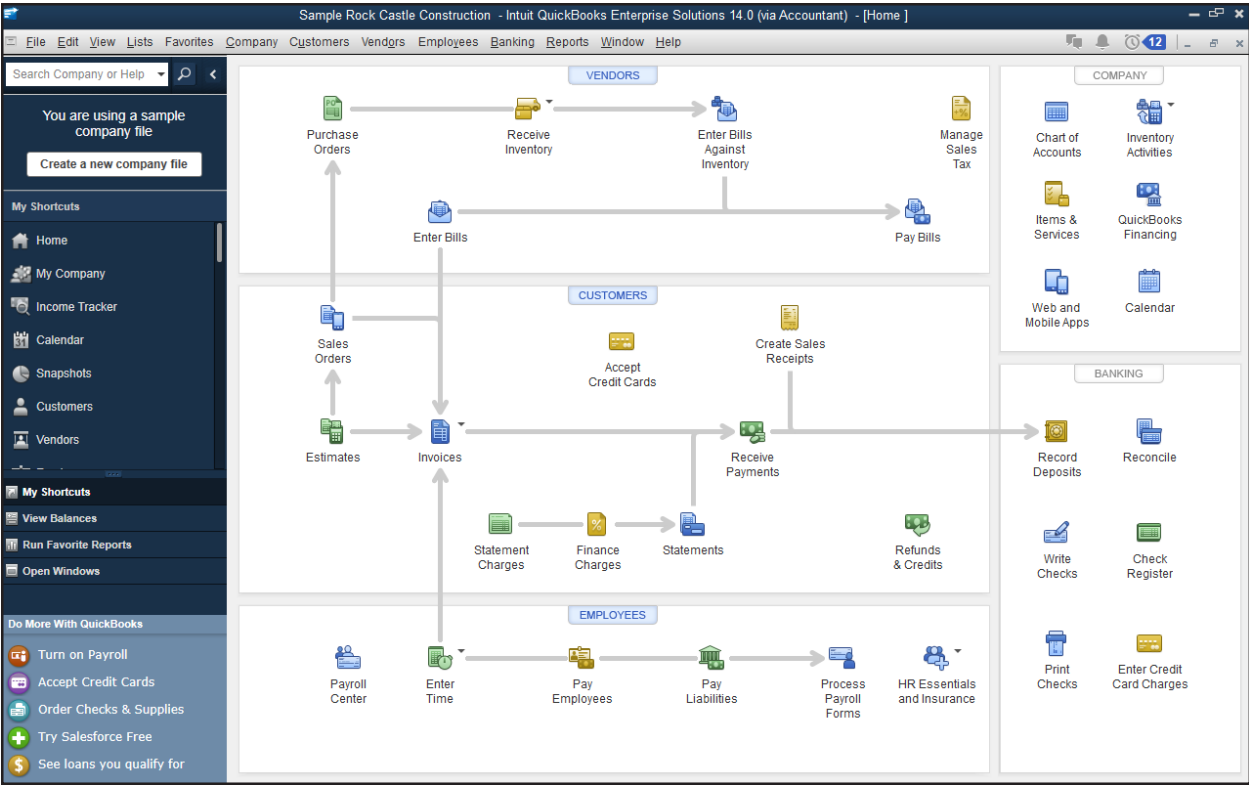 Sample Rock Castle Construction - Intuit QuickBooks Enterprise Solutions 14.0 (via Accountant) - [Home ]
File Edit View Lists Favorites Company Customers Vendors Employees Banking Reports Window Help
12
Search Company or Help
You are using a sample
company file
Create a new company file
My Shortcuts
Home
My Company
Income Tracker
31
Calendar
Snapshots
Customers
Vendors
My Shortcuts
View Balances
Run Favorite Reports
Open Windows
Do More With QuickBooks
Turn on Payroll
Accept Credit Cards
Order Checks & Supplies
Try Salesforce Free
$
See loans you qualify for
VENDORS
PO
Purchase
Orders
Receive
Inventory
Enter Bills
Against
Inventory
Manage
Sales
Tax
Enter Bills
Pay Bills
CUSTOMERS
Sales
Orders
Accept
Credit Cards
Create Sales
Receipts
Estimates
Invoices
Receive
Payments
Statement
Charges
%
Finance
Charges
Statements
Refunds
& Credits
EMPLOYEES
Payroll
Center
Enter
Time
Pay
Employees
Pay
Liabilities
Process
Payroll
Forms
HR Essentials
and Insurance
COMPANY
Chart of
Accounts
Inventory
Activities
Items &
Services
QuickBooks
Financing
Web and
Mobile Apps
Calendar
BANKING
Record
Deposits
Reconcile
Write
Checks
Check
Register
Print
Checks
Enter Credit
Card Charges